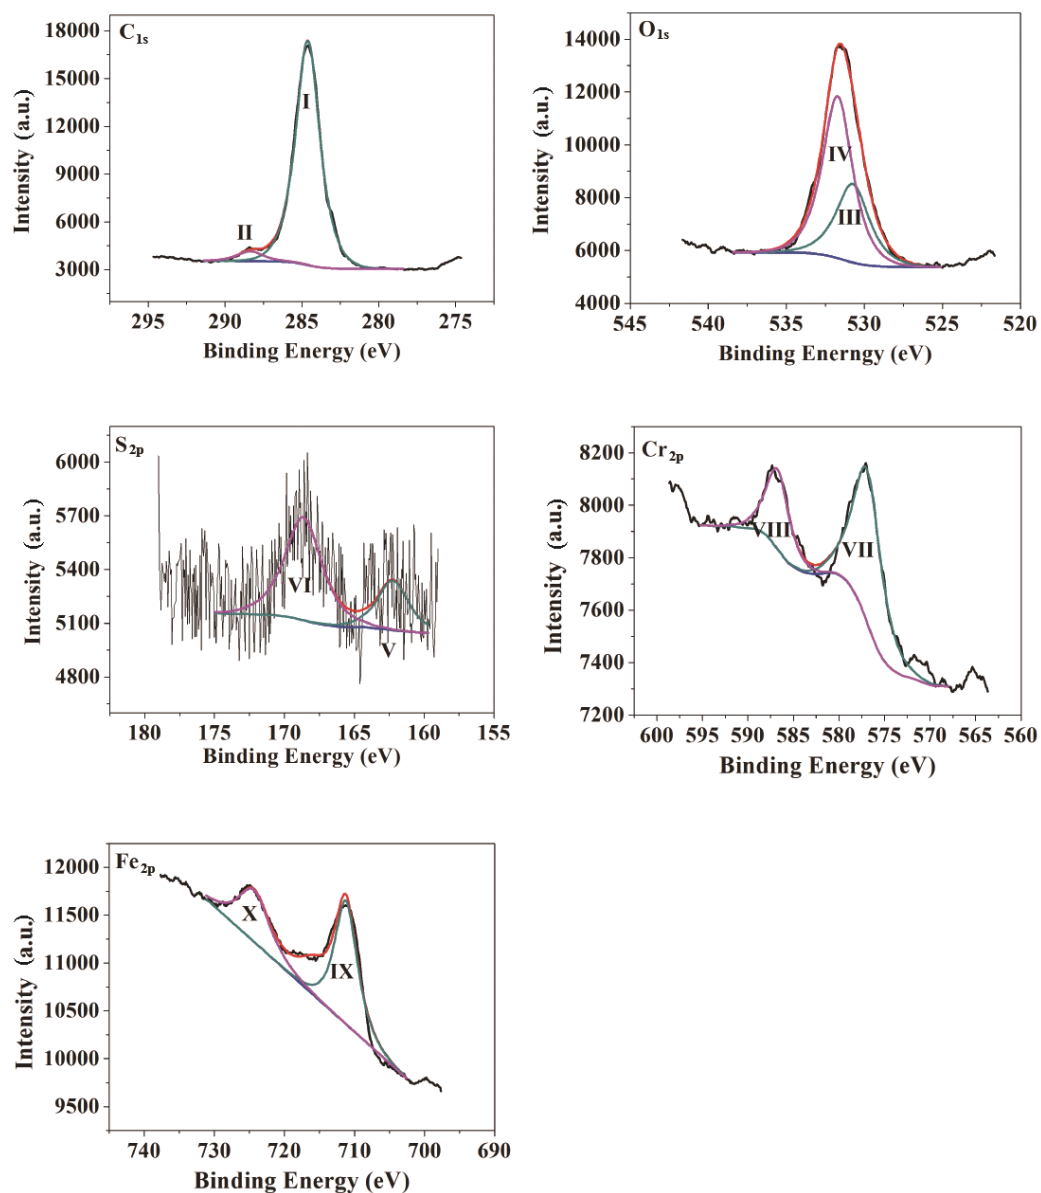 C1s
18000
15000
12000
9000
6000
3000
Intensity (a.u.)
I
II
295 290 285 280 275
Binding Energy (eV)
O1s
14000
12000
10000
8000
6000
4000
Intensity (a.u.)
IV
III
545 540 535 530 525 520
Binding Enerngy (eV)
S2p
6000
5700
5400
5100
4800
Intensity (a.u.)
VI
V
180 175 170 165 160 155
Binding Energy (eV)
Cr2p
8200
8000
7800
7600
7400
7200
Intensity (a.u.)
VIII
VII
600 595 590 585 580 575 570 565 560
Binding Energy (eV)
Fe2p
12000
11500
11000
10500
10000
9500
Intensity (a.u.)
X
IX
740 730 720 710 700 690
Binding Energy (eV)